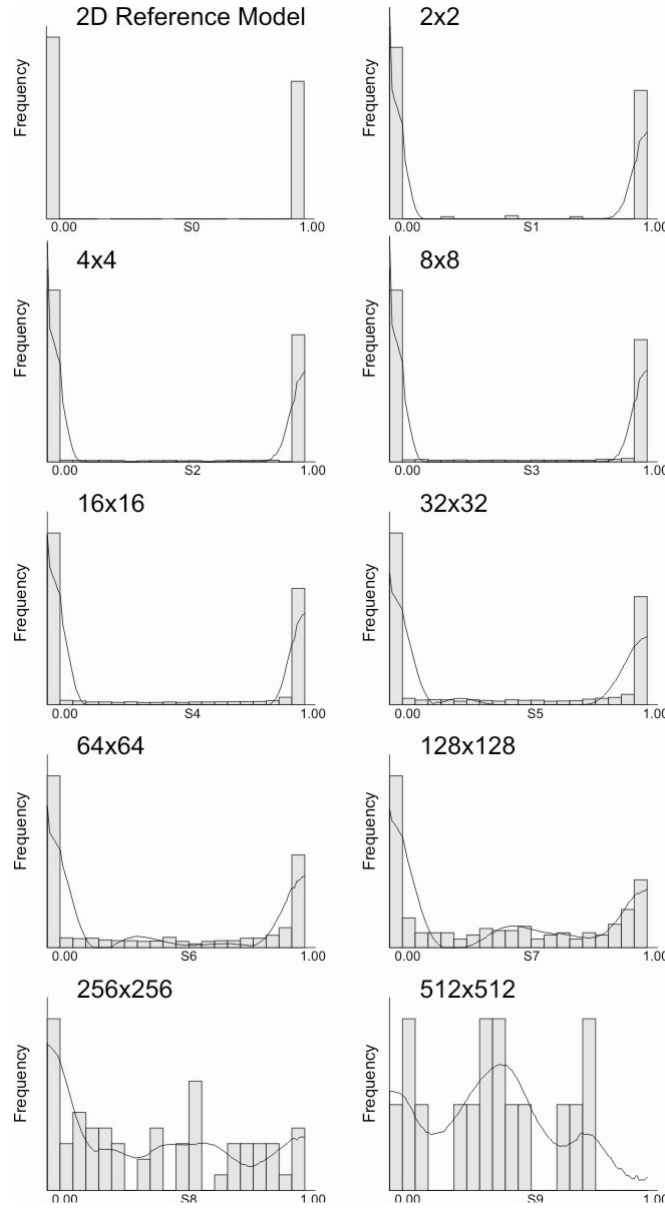 2D Reference Model
Frequency
0.00 S0 1.00
2x2
Frequency
0.00 S1 1.00
4x4
Frequency
0.00 S2 1.00
8x8
Frequency
0.00 S3 1.00
16x16
Frequency
0.00 S4 1.00
32x32
Frequency
0.00 S5 1.00
64x64
Frequency
0.00 S6 1.00
128x128
Frequency
0.00 S7 1.00
256x256
Frequency
0.00 S8 1.00
512x512
Frequency
0.00 S9 1.00